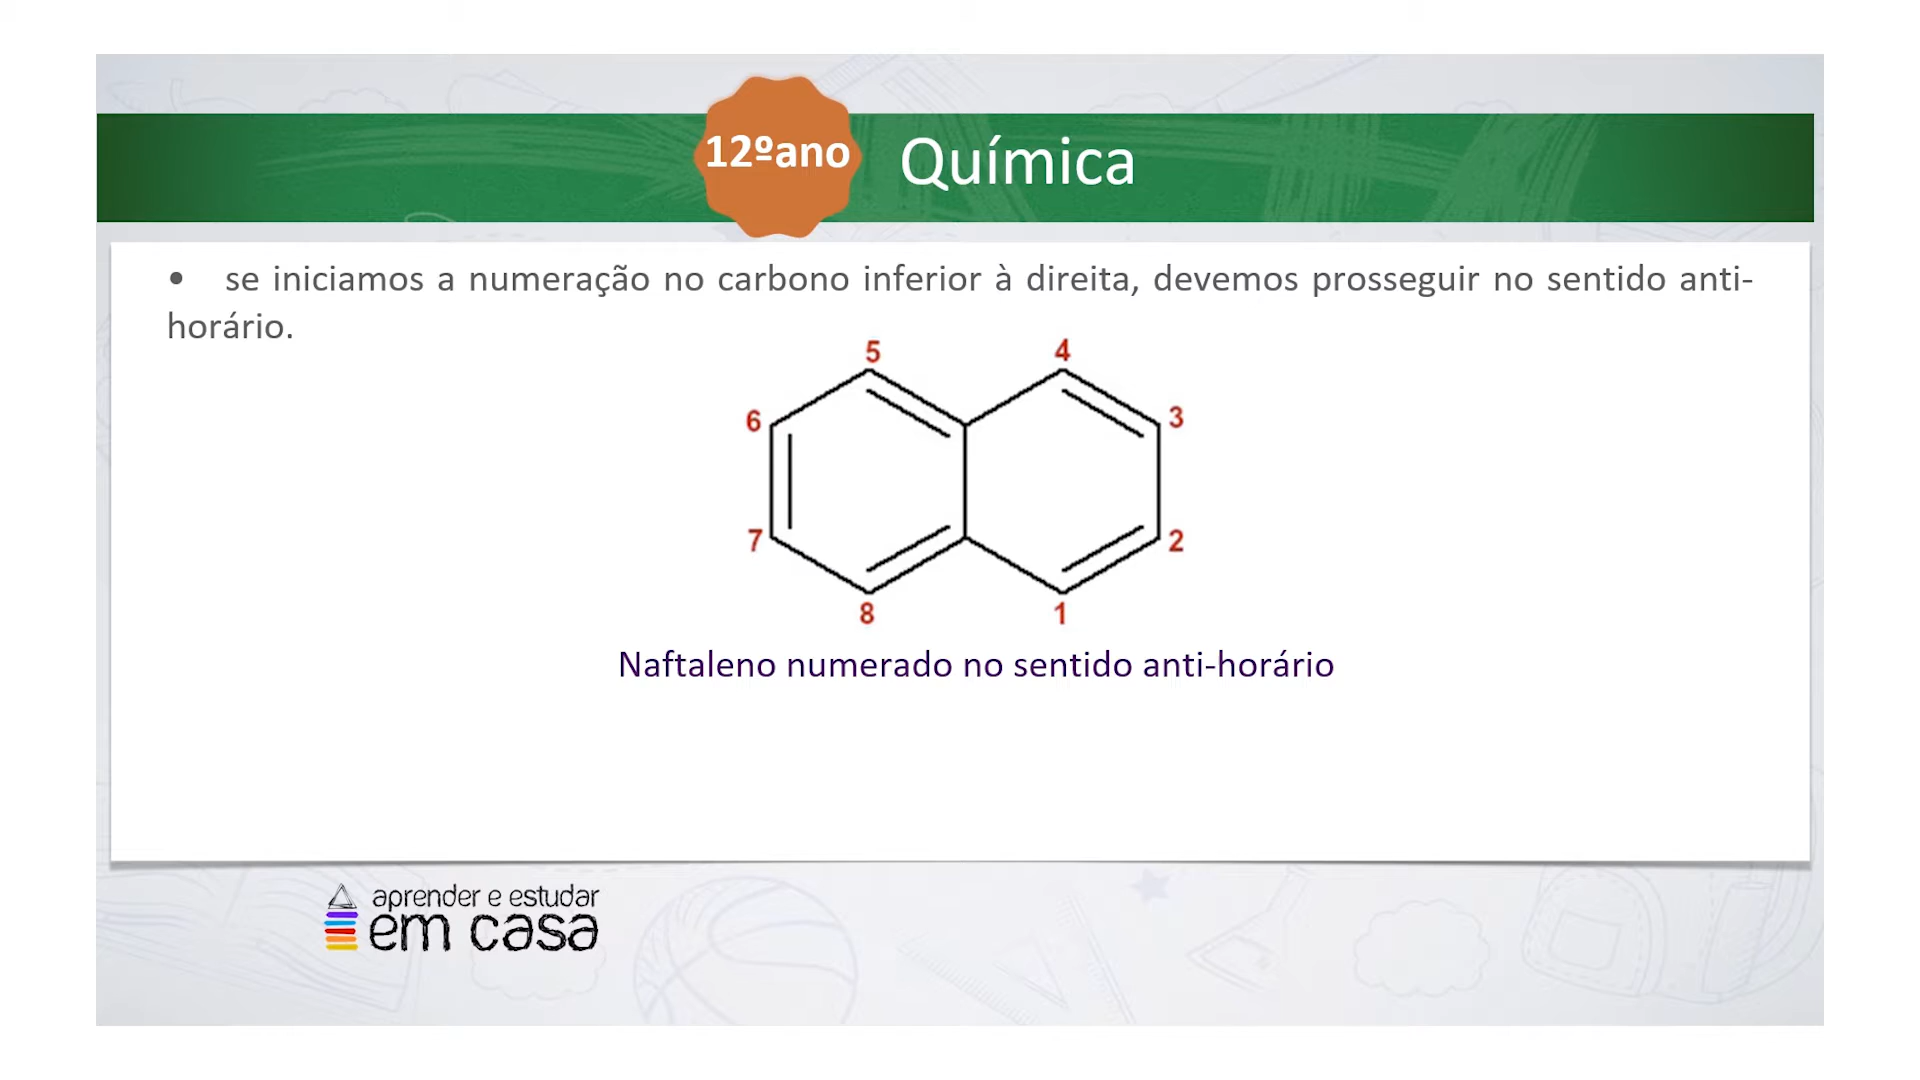 12ºano
Química
• se iniciamos a numeração no carbono inferior à direita, devemos prosseguir no sentido anti-
horário.
5 4
6 3
7 2
8 1
Naftaleno numerado no sentido anti-horário
aprender e estudar
em casa